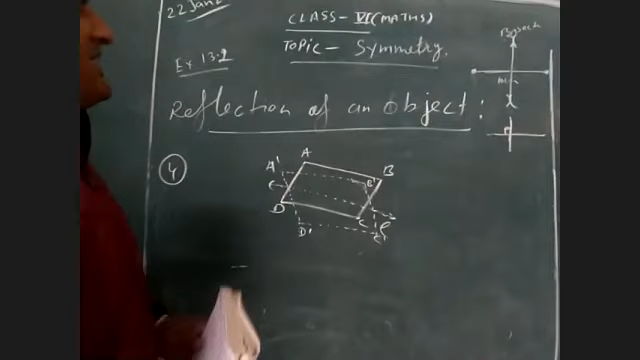 22 Jan
CLASS-VI (MATHS)
TOPIC- Symmetry.
Ex 13.2
Reflection of an Object:
4
A
A'
B
B'
D
C
D'
C'